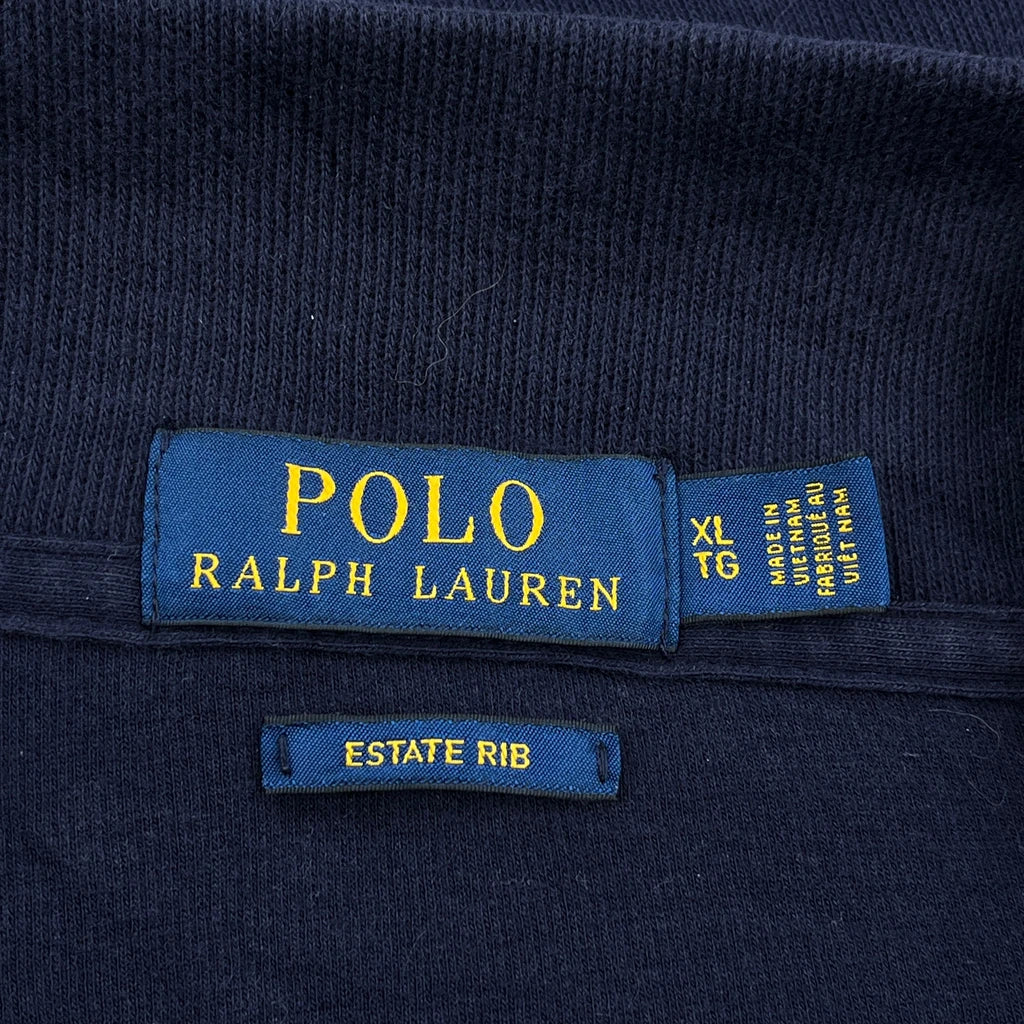 POLO
RALPH LAUREN
XL
TG
MADE IN
VIETNAM
FABRIQUÉ AU
VIÊT NAM
ESTATE RIB